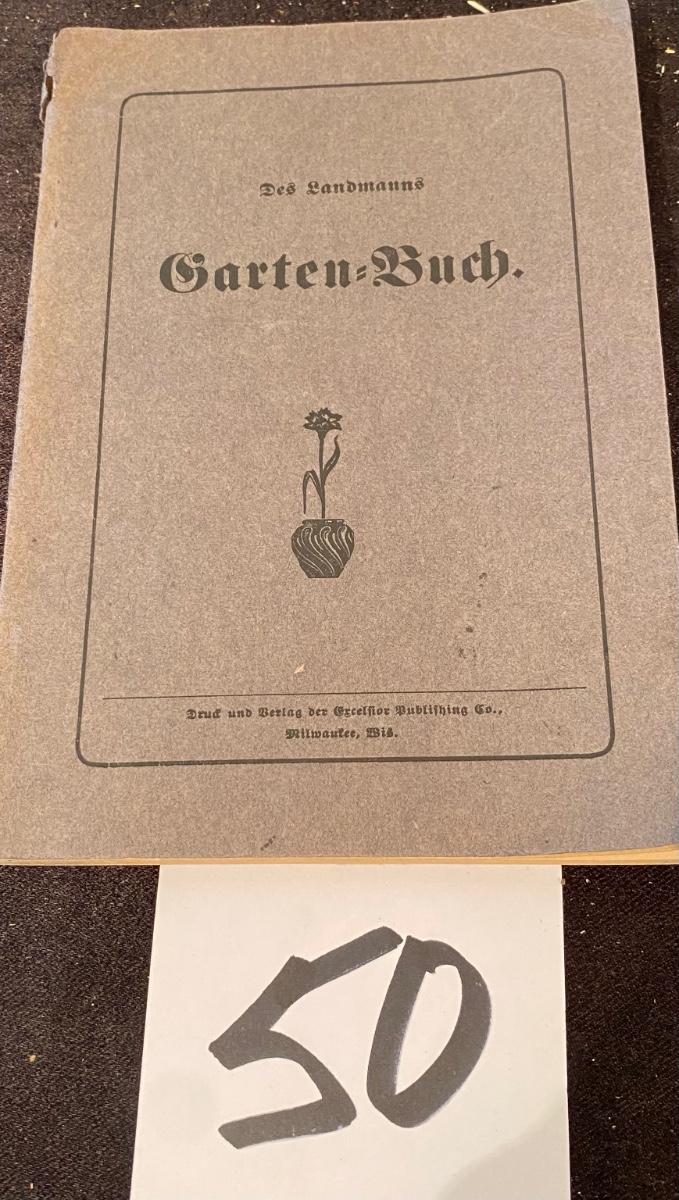 Des Landmanns
Garten-Buch.
Druck und Verlag der Excelsior Publishing Co.,
Milwaukee, Wis.
50